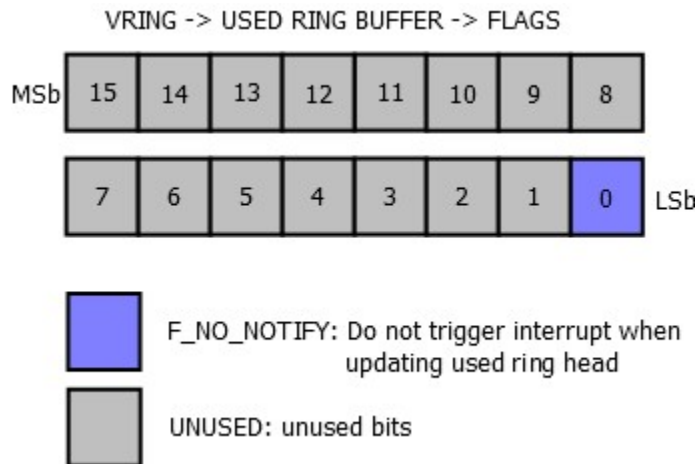 VRING -> USED RING BUFFER -> FLAGS
MSb 15 14 13 12 11 10 9 8
7 6 5 4 3 2 1 0 LSb
F_NO_NOTIFY: Do not trigger interrupt when
updating used ring head
UNUSED: unused bits